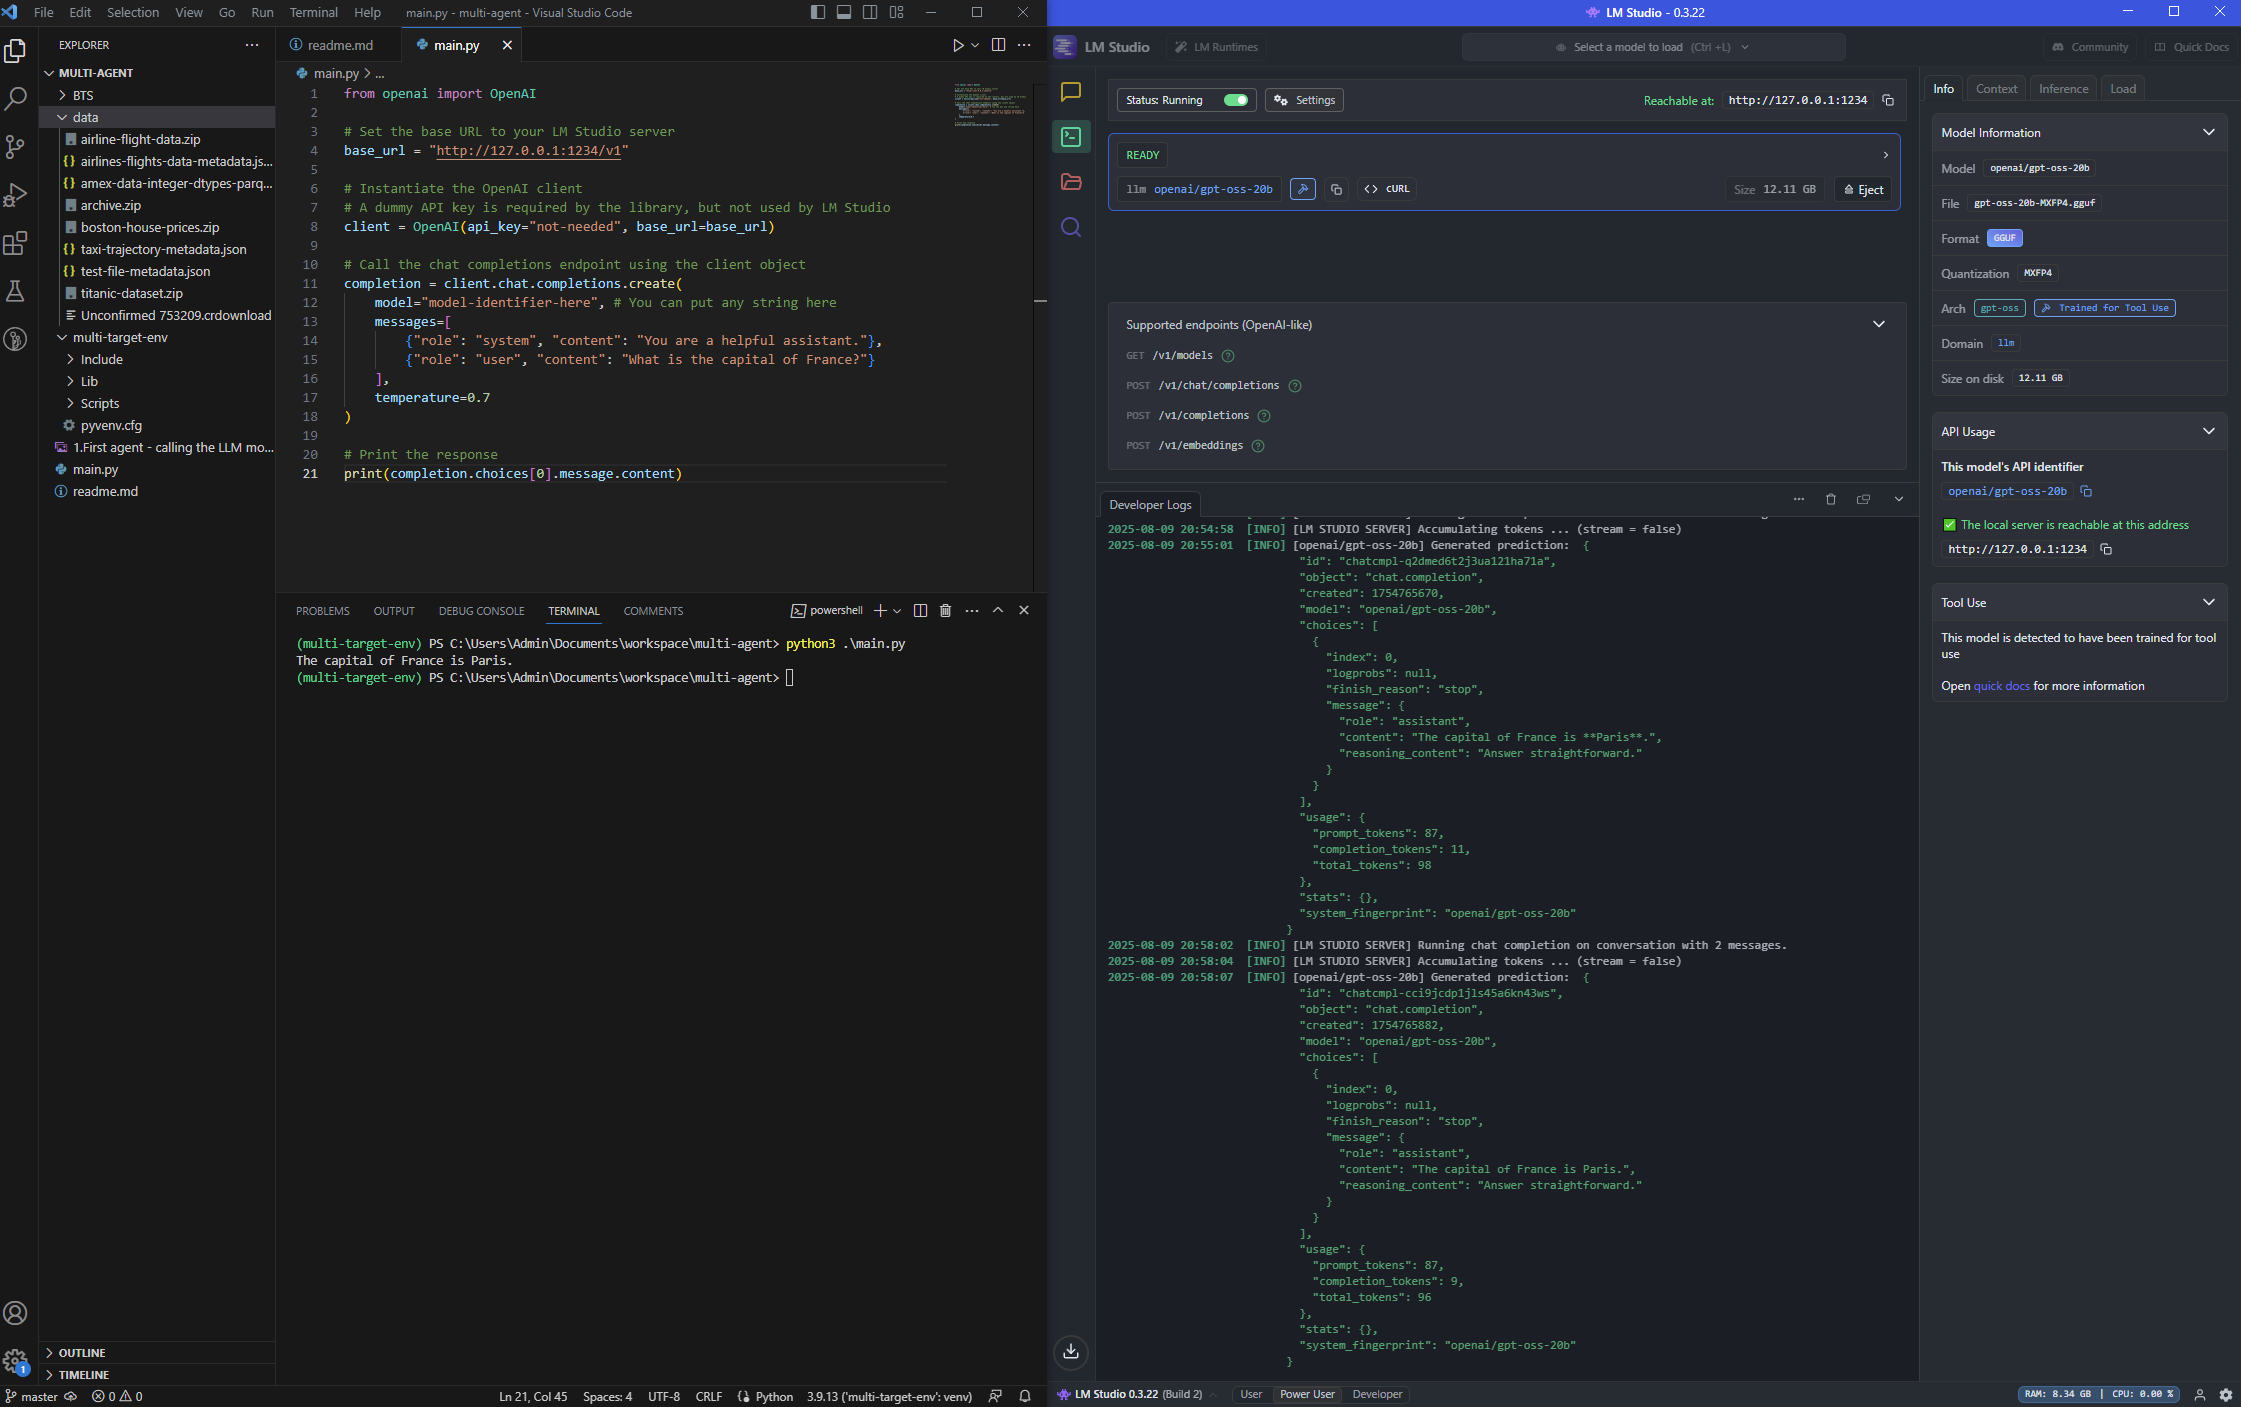 File Edit Selection View Go Run Terminal Help main.py - multi-agent - Visual Studio Code
EXPLORER
MULTI-AGENT
BTS
data
airline-flight-data.zip
airlines-flights-data-metadata.js...
amex-data-integer-dtypes-parq...
archive.zip
boston-house-prices.zip
taxi-trajectory-metadata.json
test-file-metadata.json
titanic-dataset.zip
Unconfirmed 753209.crdownload
multi-target-env
Include
Lib
Scripts
pyvenv.cfg
1.First agent - calling the LLM mo...
main.py
readme.md
OUTLINE
TIMELINE
readme.md main.py
main.py > ...
1 from openai import OpenAI
2
3 # Set the base URL to your LM Studio server
4 base_url = "http://127.0.0.1:1234/v1"
5
6 # Instantiate the OpenAI client
7 # A dummy API key is required by the library, but not used by LM Studio
8 client = OpenAI(api_key="not-needed", base_url=base_url)
9
10 # Call the chat completions endpoint using the client object
11 completion = client.chat.completions.create(
12 model="model-identifier-here", # You can put any string here
13 messages=[
14 {"role": "system", "content": "You are a helpful assistant."},
15 {"role": "user", "content": "What is the capital of France?"}
16 ],
17 temperature=0.7
18 )
19
20 # Print the response
21 print(completion.choices[0].message.content)
PROBLEMS OUTPUT DEBUG CONSOLE TERMINAL COMMENTS powershell
(multi-target-env) PS C:\Users\Admin\Documents\workspace\multi-agent> python3 .\main.py
The capital of France is Paris.
(multi-target-env) PS C:\Users\Admin\Documents\workspace\multi-agent>
1
master 0 0 Ln 21, Col 45 Spaces: 4 UTF-8 CRLF Python 3.9.13 ('multi-target-env': venv)
LM Studio - 0.3.22
LM Studio LM Runtimes Select a model to load (Ctrl +L) Community Quick Docs
Status: Running Settings Reachable at: http://127.0.0.1:1234
READY
llm openai/gpt-oss-20b cURL Size 12.11 GB Eject
Supported endpoints (OpenAI-like)
GET /v1/models
POST /v1/chat/completions
POST /v1/completions
POST /v1/embeddings
Developer Logs
2025-08-09 20:54:58 [INFO] [LM STUDIO SERVER] Accumulating tokens ... (stream = false)
2025-08-09 20:55:01 [INFO] [openai/gpt-oss-20b] Generated prediction: {
"id": "chatcmpl-q2dmed6t2j3ua121ha71a",
"object": "chat.completion",
"created": 1754765670,
"model": "openai/gpt-oss-20b",
"choices": [
{
"index": 0,
"logprobs": null,
"finish_reason": "stop",
"message": {
"role": "assistant",
"content": "The capital of France is **Paris**.",
"reasoning_content": "Answer straightforward."
}
}
],
"usage": {
"prompt_tokens": 87,
"completion_tokens": 11,
"total_tokens": 98
},
"stats": {},
"system_fingerprint": "openai/gpt-oss-20b"
}
2025-08-09 20:58:02 [INFO] [LM STUDIO SERVER] Running chat completion on conversation with 2 messages.
2025-08-09 20:58:04 [INFO] [LM STUDIO SERVER] Accumulating tokens ... (stream = false)
2025-08-09 20:58:07 [INFO] [openai/gpt-oss-20b] Generated prediction: {
"id": "chatcmpl-cci9jcdp1jls45a6kn43ws",
"object": "chat.completion",
"created": 1754765882,
"model": "openai/gpt-oss-20b",
"choices": [
{
"index": 0,
"logprobs": null,
"finish_reason": "stop",
"message": {
"role": "assistant",
"content": "The capital of France is Paris.",
"reasoning_content": "Answer straightforward."
}
}
],
"usage": {
"prompt_tokens": 87,
"completion_tokens": 9,
"total_tokens": 96
},
"stats": {},
"system_fingerprint": "openai/gpt-oss-20b"
}
Info Context Inference Load
Model Information
Model openai/gpt-oss-20b
File gpt-oss-20b-MXFP4.gguf
Format GGUF
Quantization MXFP4
Arch gpt-oss Trained for Tool Use
Domain llm
Size on disk 12.11 GB
API Usage
This model's API identifier
openai/gpt-oss-20b
The local server is reachable at this address
http://127.0.0.1:1234
Tool Use
This model is detected to have been trained for tool
use
Open quick docs for more information
LM Studio 0.3.22 (Build 2) User Power User Developer RAM: 8.34 GB | CPU: 0.00 %